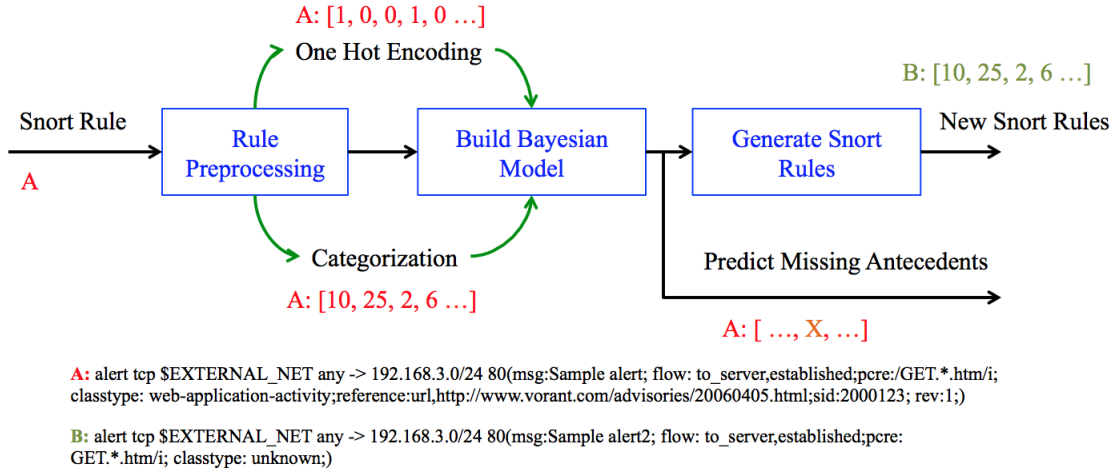 A: [1, 0, 0, 1, 0 …]
One Hot Encoding
B: [10, 25, 2, 6 …]
Snort Rule
Rule
Preprocessing
Build Bayesian
Model
Generate Snort
Rules
New Snort Rules
A
Categorization
A: [10, 25, 2, 6 …]
Predict Missing Antecedents
A: [ …, X, …]
A: alert tcp $EXTERNAL_NET any -> 192.168.3.0/24 80(msg:Sample alert; flow: to_server,established;pcre:/GET.*.htm/i;
classtype: web-application-activity;reference:url,http://www.vorant.com/advisories/20060405.html;sid:2000123; rev:1;)
B: alert tcp $EXTERNAL_NET any -> 192.168.3.0/24 80(msg:Sample alert2; flow: to_server,established;pcre:
GET.*.htm/i; classtype: unknown;)